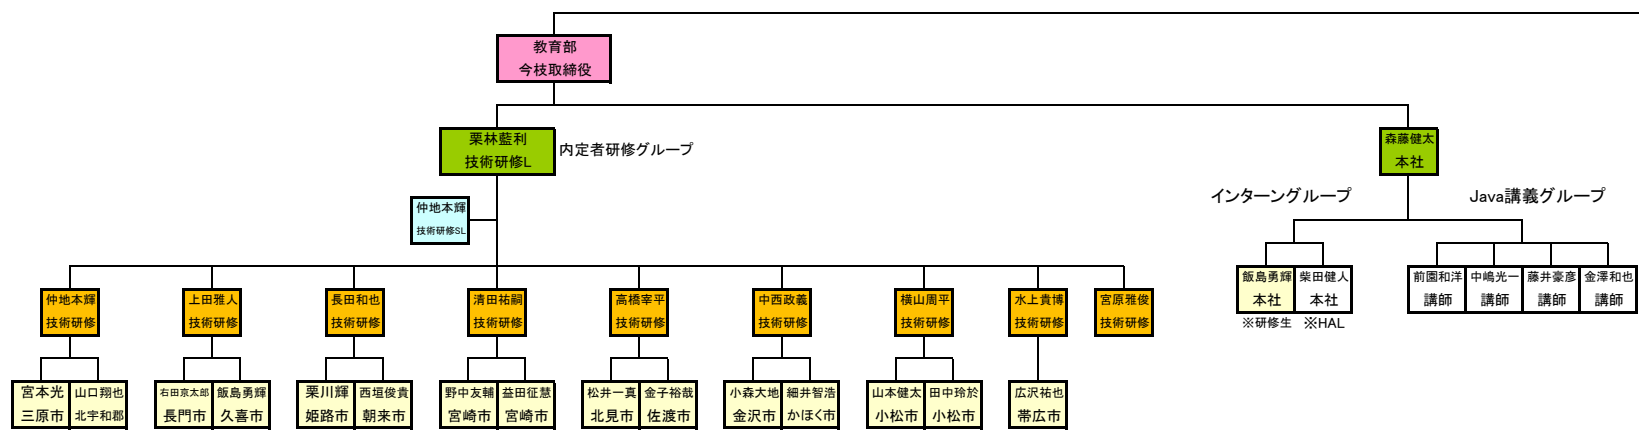 教育部
今枝取締役
栗林藍利
技術研修L
内定者研修グループ
森藤健太
本社
仲地本輝
技術研修SL
インターングループ
Java講義グループ
飯島勇輝
本社
※研修生
柴田健人
本社
※HAL
前園和洋
講師
中嶋光一
講師
藤井豪彦
講師
金澤和也
講師
仲地本輝
技術研修
上田雅人
技術研修
長田和也
技術研修
清田祐嗣
技術研修
高橋宰平
技術研修
中西政義
技術研修
横山周平
技術研修
水上貴博
技術研修
宮原雅俊
技術研修
宮本光
三原市
山口翔也
北宇和郡
右田京太郎
長門市
飯島勇輝
久喜市
栗川輝
姫路市
西垣俊貴
朝来市
野中友輔
宮崎市
益田征慧
宮崎市
松井一真
北見市
金子裕哉
佐渡市
小森大地
金沢市
細井智浩
かほく市
山本健太
小松市
田中玲於
小松市
広沢祐也
帯広市